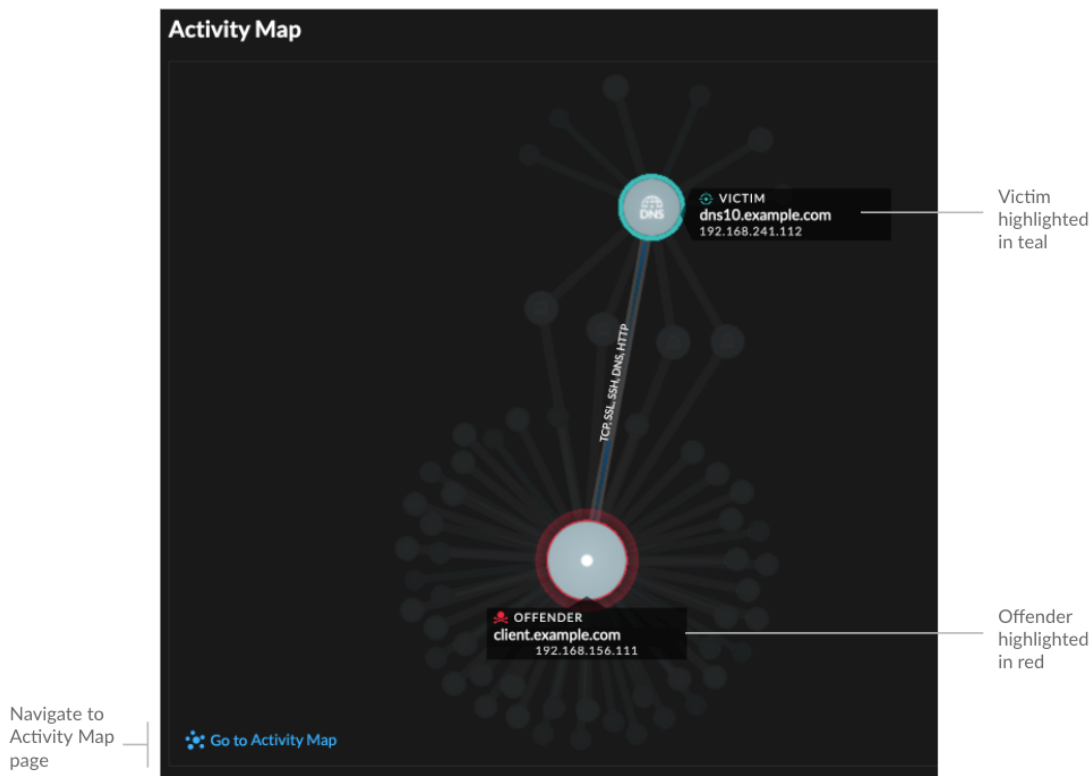 Activity Map
VICTIM
DNS
dns10.example.com
192.168.241.112
Victim
highlighted
in teal
TCP, SSL, SSH, DNS, HTTP
OFFENDER
client.example.com
192.168.156.111
Offender
highlighted
in red
Navigate to
Activity Map
page
Go to Activity Map